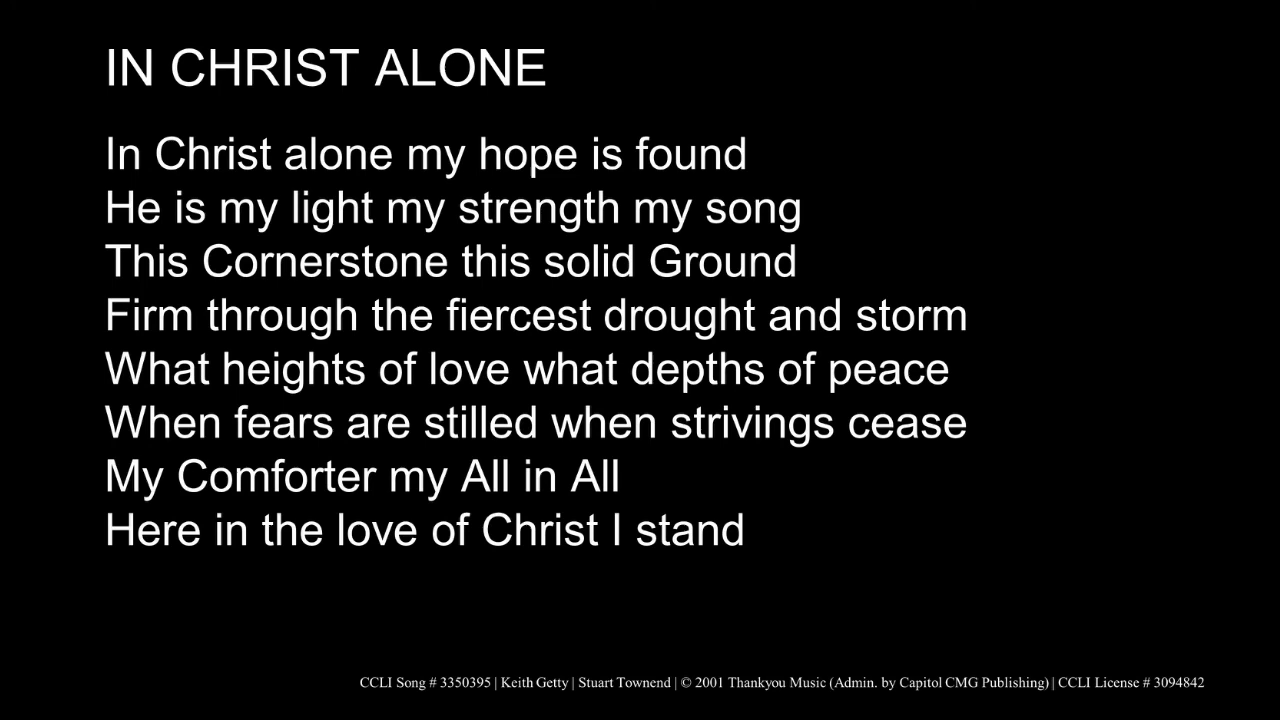 IN CHRIST ALONE
In Christ alone my hope is found
He is my light my strength my song
This Cornerstone this solid Ground
Firm through the fiercest drought and storm
What heights of love what depths of peace
When fears are stilled when strivings cease
My Comforter my All in All
Here in the love of Christ I stand
CCLI Song # 3350395 | Keith Getty | Stuart Townend | © 2001 Thankyou Music (Admin. by Capitol CMG Publishing) | CCLI License # 3094842